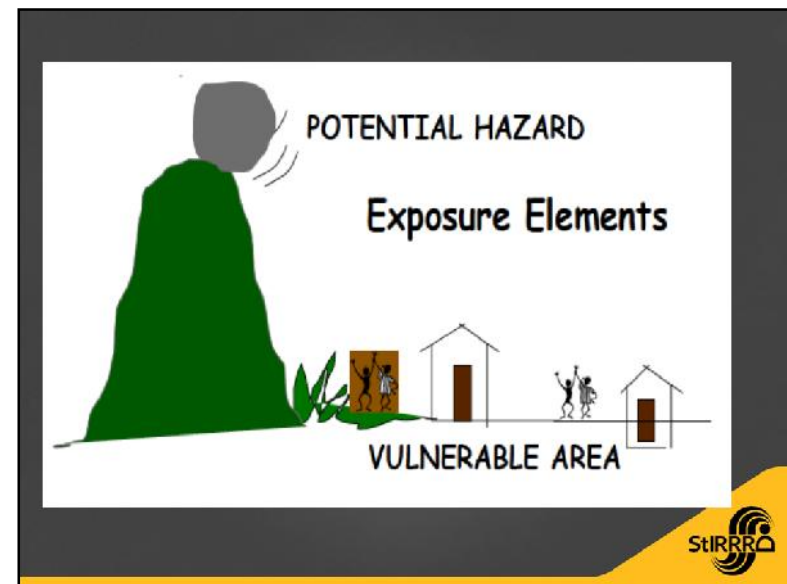 POTENTIAL HAZARD
Exposure Elements
VULNERABLE AREA
StIRRRD